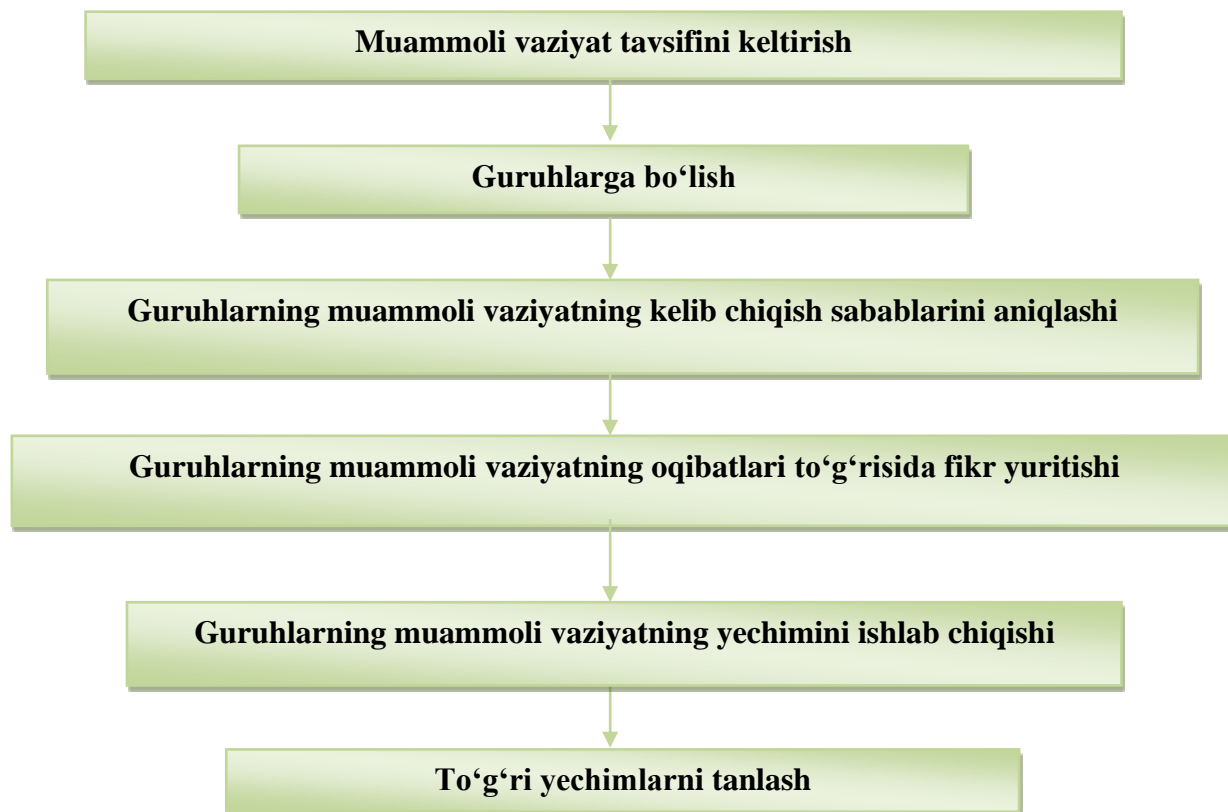 Muammoli vaziyat tavsifini keltirish
Guruhlarga bo‘lish
Guruhlarning muammoli vaziyatning kelib chiqish sabablarini aniqlashi
Guruhlarning muammoli vaziyatning oqibatlari to‘g‘risida fikr yuritishi
Guruhlarning muammoli vaziyatning yechimini ishlab chiqishi
To‘g‘ri yechimlarni tanlash